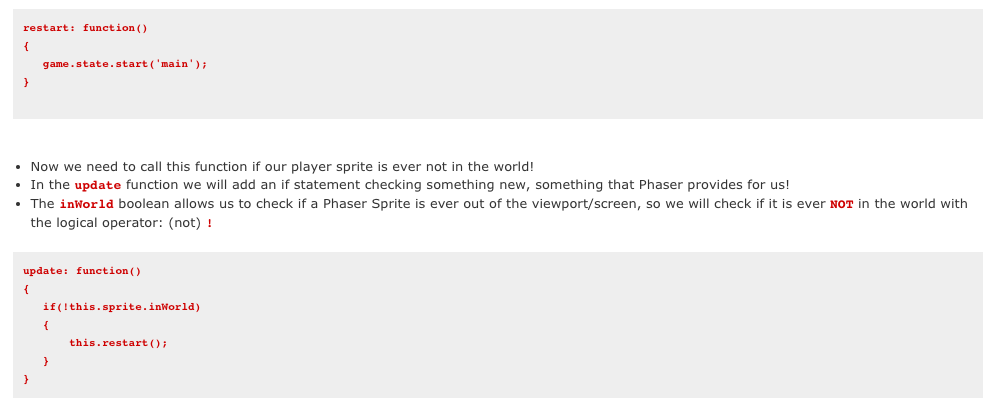 restart: function()
{
game.state.start('main');
}
• Now we need to call this function if our player sprite is ever not in the world!
• In the update function we will add an if statement checking something new, something that Phaser provides for us!
• The inWorld boolean allows us to check if a Phaser Sprite is ever out of the viewport/screen, so we will check if it is ever NOT in the world with
the logical operator: (not) !
update: function()
{
if(!this.sprite.inWorld)
{
this.restart();
}
}